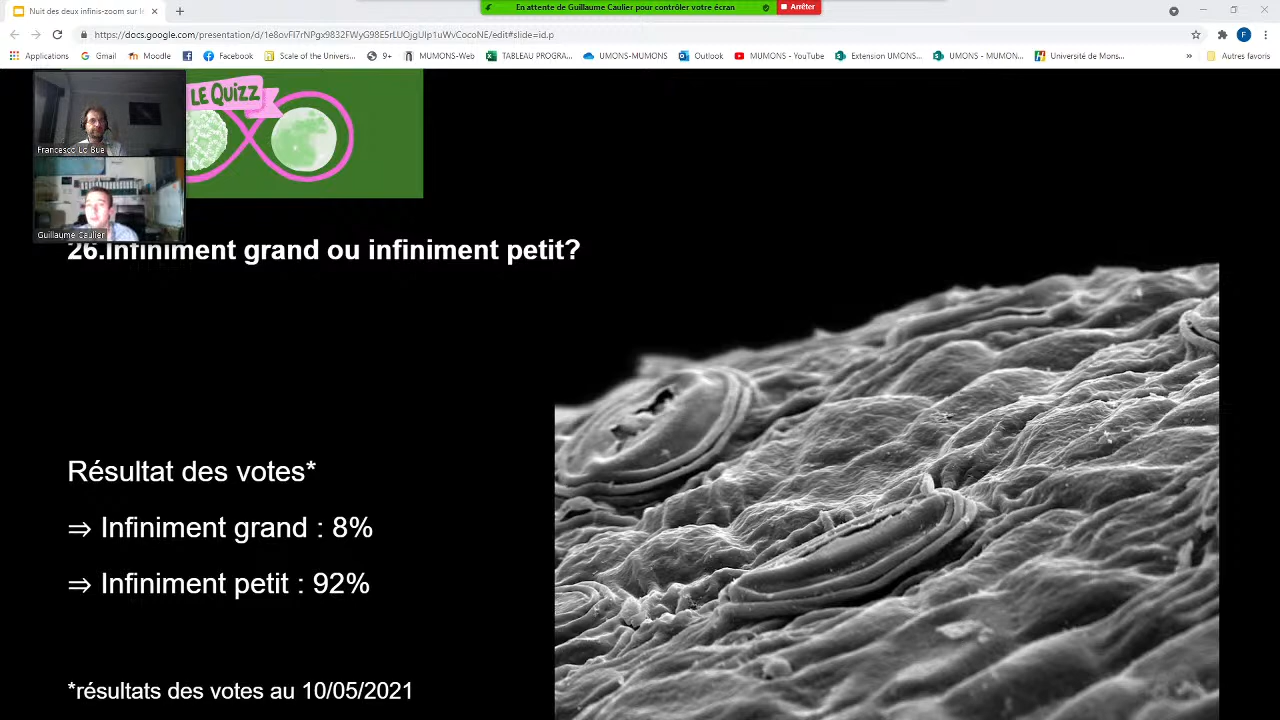 Nuit des deux infinis-zoom sur le
En attente de Guillaume Caulier pour contrôler votre écran
Arrêter
https://docs.google.com/presentation/d/1e8ovFI7rNPgx9832FWyG98E5rLUOjgUIp1uWvCocoNE/edit#slide=id.p
F
Applications
Gmail
Moodle
Facebook
Scale of the Univers...
9+
MUMONS-Web
TABLEAU PROGRA...
UMONS-MUMONS
Outlook
MUMONS - YouTube
Extension UMONS...
UMONS - MUMON...
Université de Mons...
»
Autres favoris
LE QUIZZ
Francesco Lo Bue
Guillaume Caulier
26.Infiniment grand ou infiniment petit?
Résultat des votes*
⇒ Infiniment grand : 8%
⇒ Infiniment petit : 92%
*résultats des votes au 10/05/2021